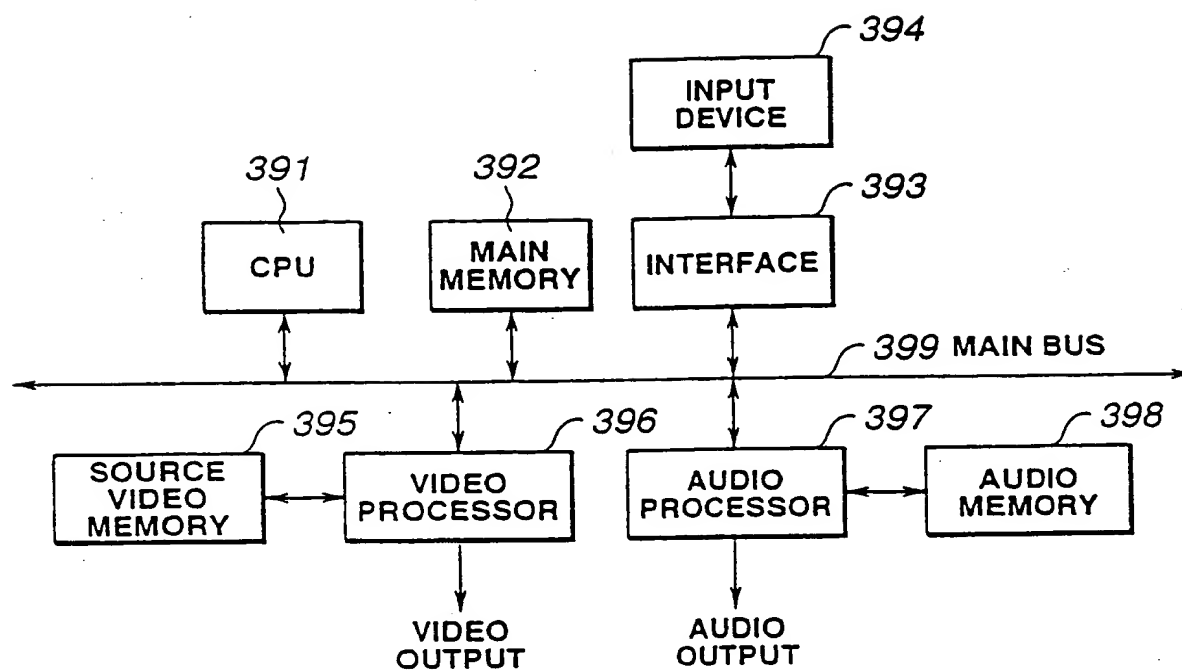 394
INPUT
DEVICE
391
392
393
CPU
MAIN
MEMORY
INTERFACE
399 MAIN BUS
395
396
397
398
SOURCE
VIDEO
MEMORY
VIDEO
PROCESSOR
AUDIO
PROCESSOR
AUDIO
MEMORY
VIDEO
OUTPUT
AUDIO
OUTPUT